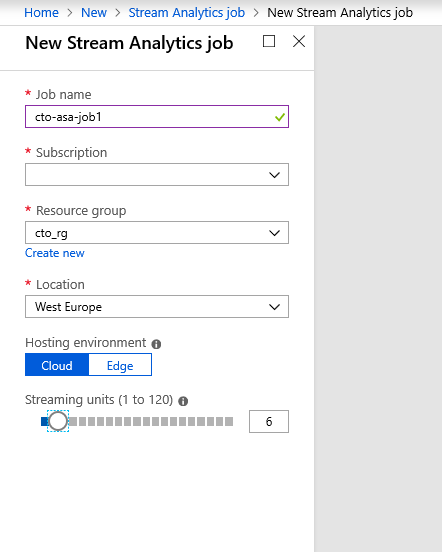 Home > New > Stream Analytics job > New Stream Analytics job
New Stream Analytics job
* Job name
cto-asa-job1
* Subscription
* Resource group
cto_rg
Create new
* Location
West Europe
Hosting environment
Cloud Edge
Streaming units (1 to 120)
6